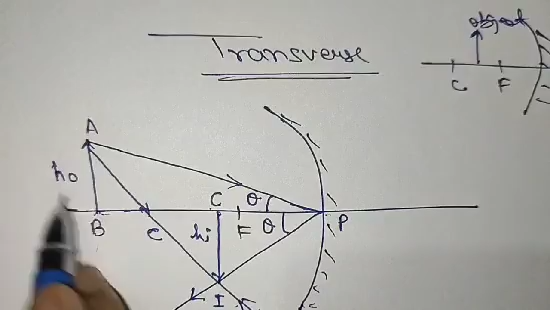 Transverse
object
C F
A
ho
B C C F θ P
hi θ
I